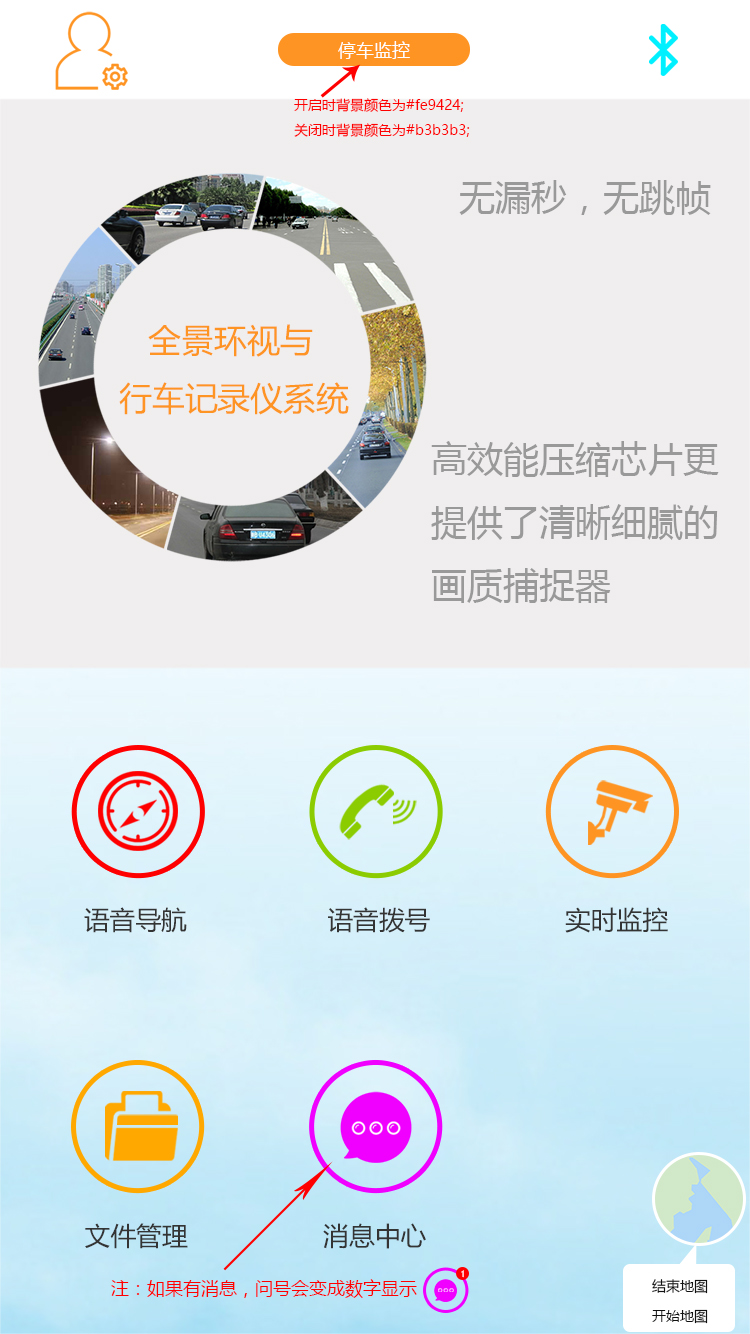 停车监控
开启时背景颜色为#fe9424;
关闭时背景颜色为#b3b3b3;
无漏秒，无跳帧
全景环视与
行车记录仪系统
高效能压缩芯片更
提供了清晰细腻的
画质捕捉器
语音导航
语音拨号
实时监控
文件管理
消息中心
注：如果有消息，问号会变成数字显示
1
结束地图
开始地图